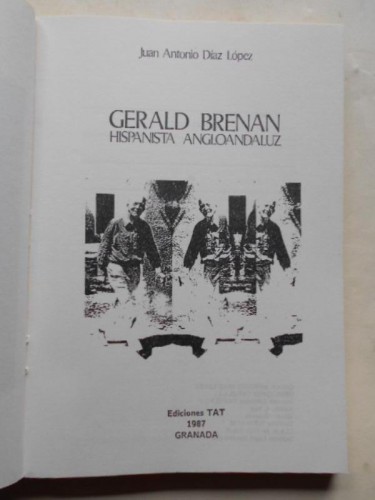 Juan Antonio Díaz López
GERALD BRENAN
HISPANISTA ANGLOANDALUZ
Ediciones TAT
1987
GRANADA